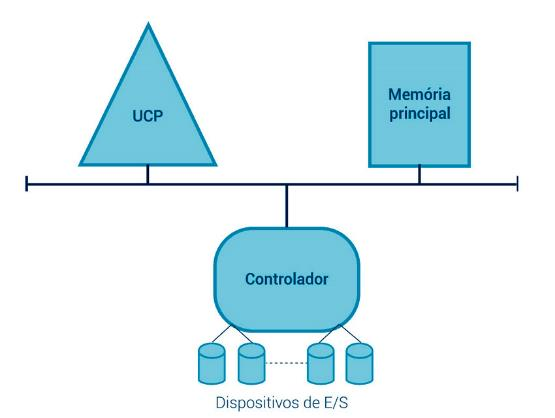 UCP
Memória
principal
Controlador
Dispositivos de E/S